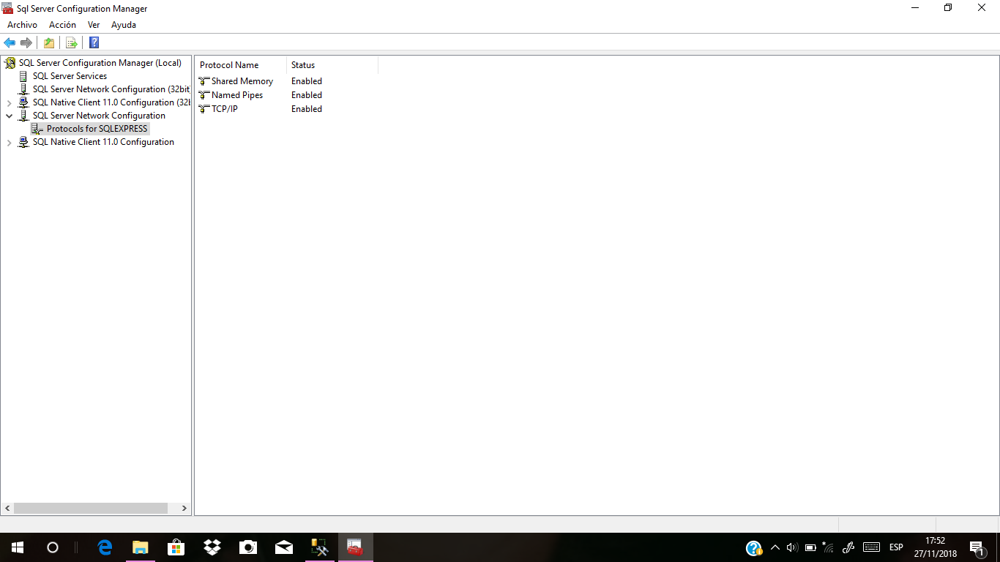 Sql Server Configuration Manager
Archivo Acción Ver Ayuda
SQL Server Configuration Manager (Local)
SQL Server Services
SQL Server Network Configuration (32bit
SQL Native Client 11.0 Configuration (32b
SQL Server Network Configuration
Protocols for SQLEXPRESS
SQL Native Client 11.0 Configuration
Protocol Name Status
Shared Memory Enabled
Named Pipes Enabled
TCP/IP Enabled
ESP
17:52
27/11/2018
1